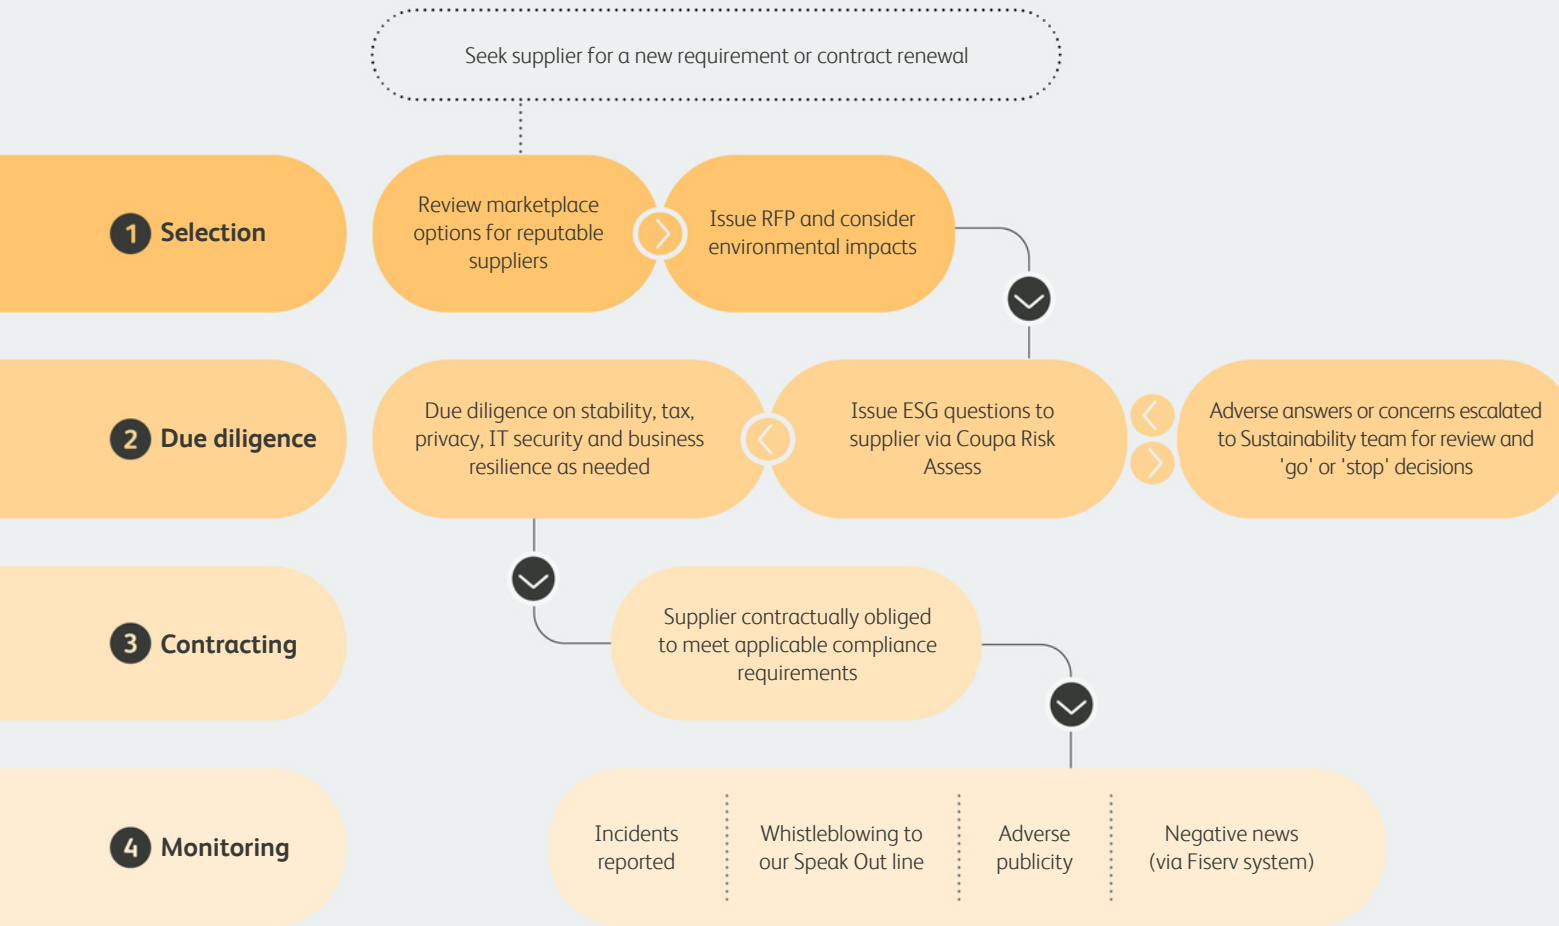 Seek supplier for a new requirement or contract renewal
1 Selection
Review marketplace
options for reputable
suppliers
Issue RFP and consider
environmental impacts
2 Due diligence
Due diligence on stability, tax,
privacy, IT security and business
resilience as needed
Issue ESG questions to
supplier via Coupa Risk
Assess
Adverse answers or concerns escalated
to Sustainability team for review and
'go' or 'stop' decisions
3 Contracting
Supplier contractually obliged
to meet applicable compliance
requirements
4 Monitoring
Incidents
reported
Whistleblowing to
our Speak Out line
Adverse
publicity
Negative news
(via Fiserv system)